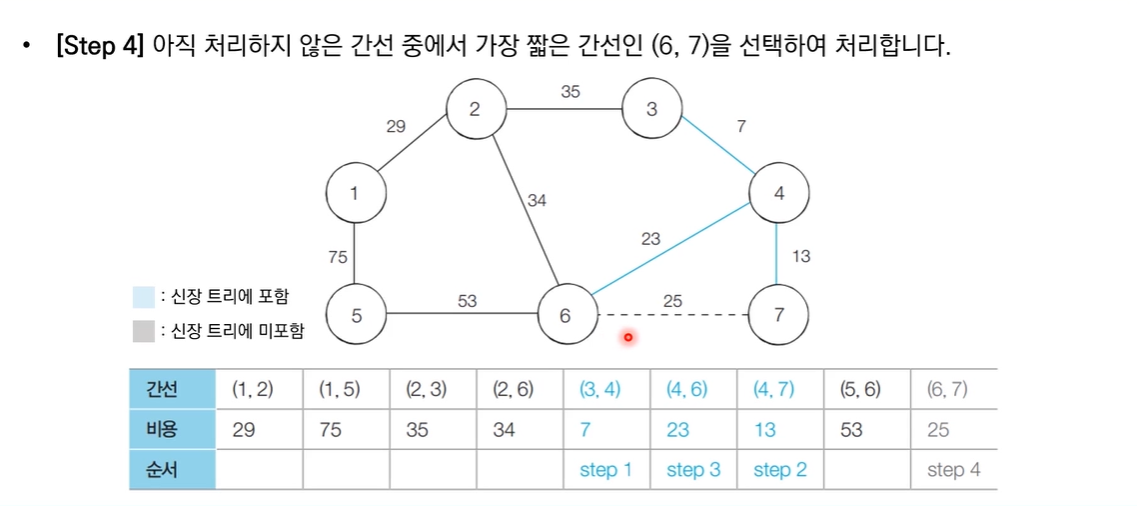 • [Step 4] 아직 처리하지 않은 간선 중에서 가장 짧은 간선인 (6, 7)을 선택하여 처리합니다.
2 35 3
29 7
1 34 4
23
75 13
: 신장 트리에 포함
53 25
5 6 7
: 신장 트리에 미포함
간선 (1, 2) (1, 5) (2, 3) (2, 6) (3, 4) (4, 6) (4, 7) (5, 6) (6, 7)
비용 29 75 35 34 7 23 13 53 25
순서 step 1 step 3 step 2 step 4